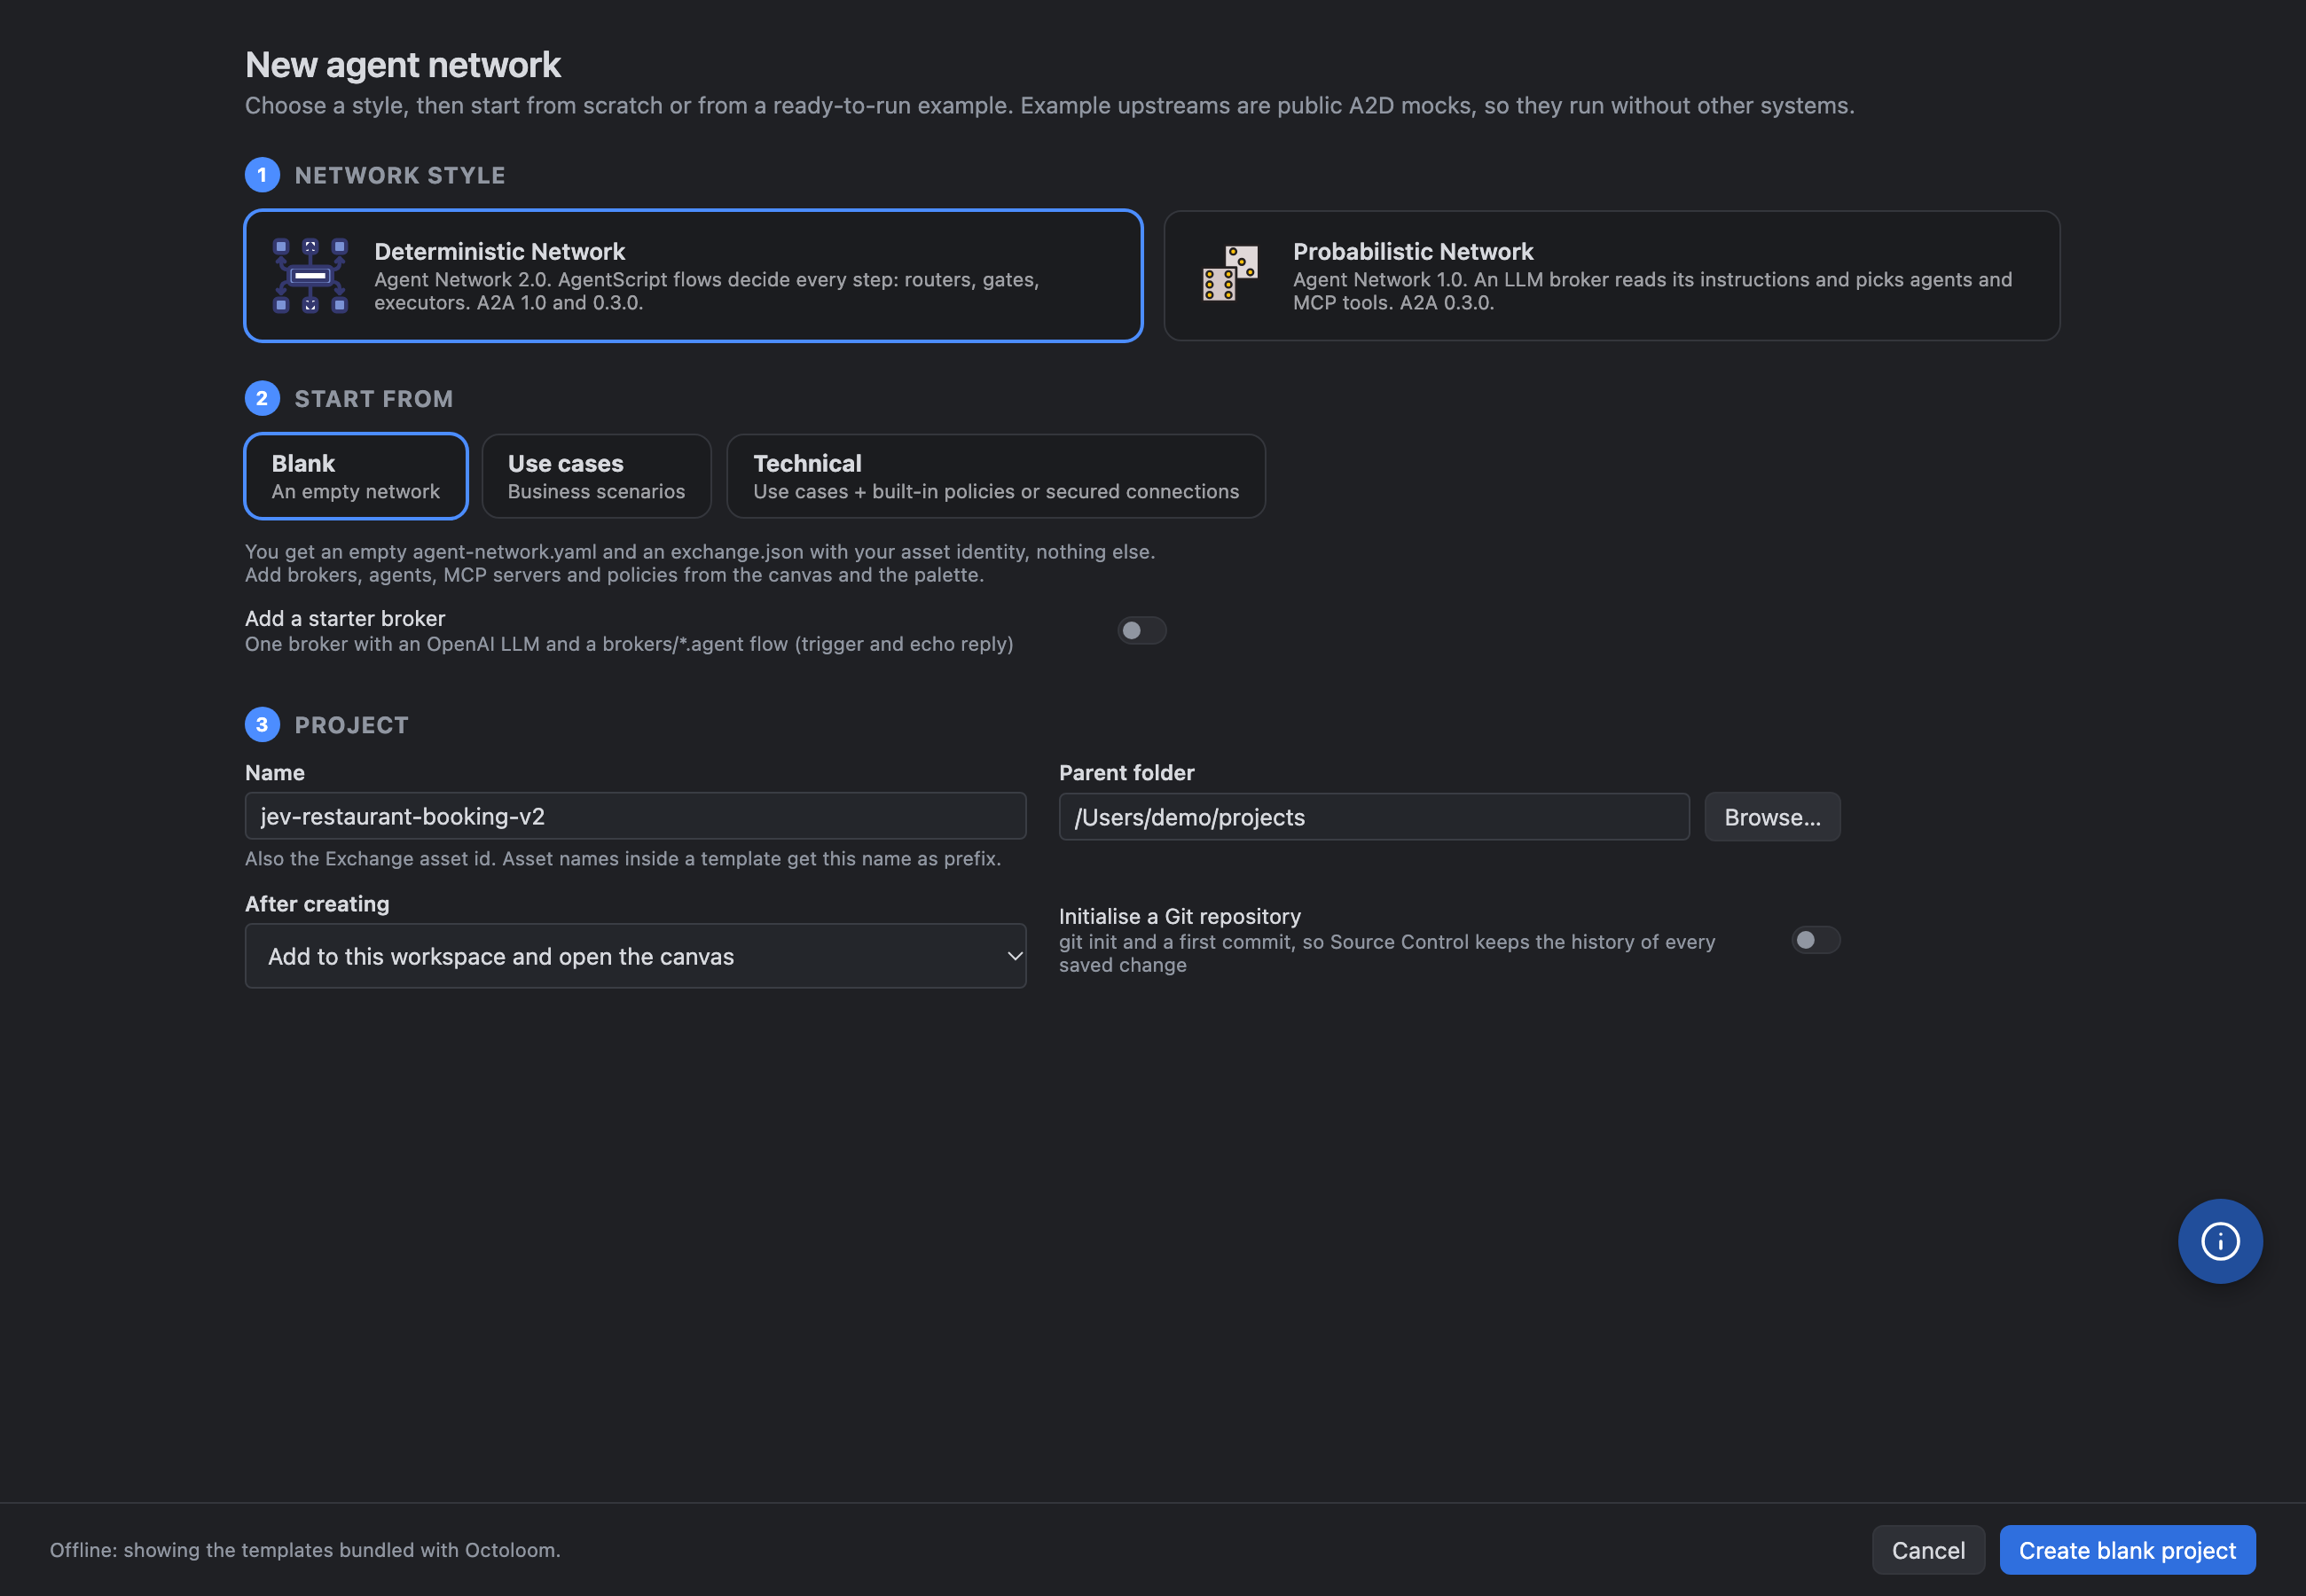 New agent network
Choose a style, then start from scratch or from a ready-to-run example. Example upstreams are public A2D mocks, so they run without other systems.
1 NETWORK STYLE
Deterministic Network
Agent Network 2.0. AgentScript flows decide every step: routers, gates,
executors. A2A 1.0 and 0.3.0.
Probabilistic Network
Agent Network 1.0. An LLM broker reads its instructions and picks agents and
MCP tools. A2A 0.3.0.
2 START FROM
Blank
An empty network
Use cases
Business scenarios
Technical
Use cases + built-in policies or secured connections
You get an empty agent-network.yaml and an exchange.json with your asset identity, nothing else.
Add brokers, agents, MCP servers and policies from the canvas and the palette.
Add a starter broker
One broker with an OpenAI LLM and a brokers/*.agent flow (trigger and echo reply)
3 PROJECT
Name
jev-restaurant-booking-v2
Also the Exchange asset id. Asset names inside a template get this name as prefix.
Parent folder
/Users/demo/projects
Browse...
After creating
Add to this workspace and open the canvas
Initialise a Git repository
git init and a first commit, so Source Control keeps the history of every
saved change
Offline: showing the templates bundled with Octoloom.
Cancel
Create blank project